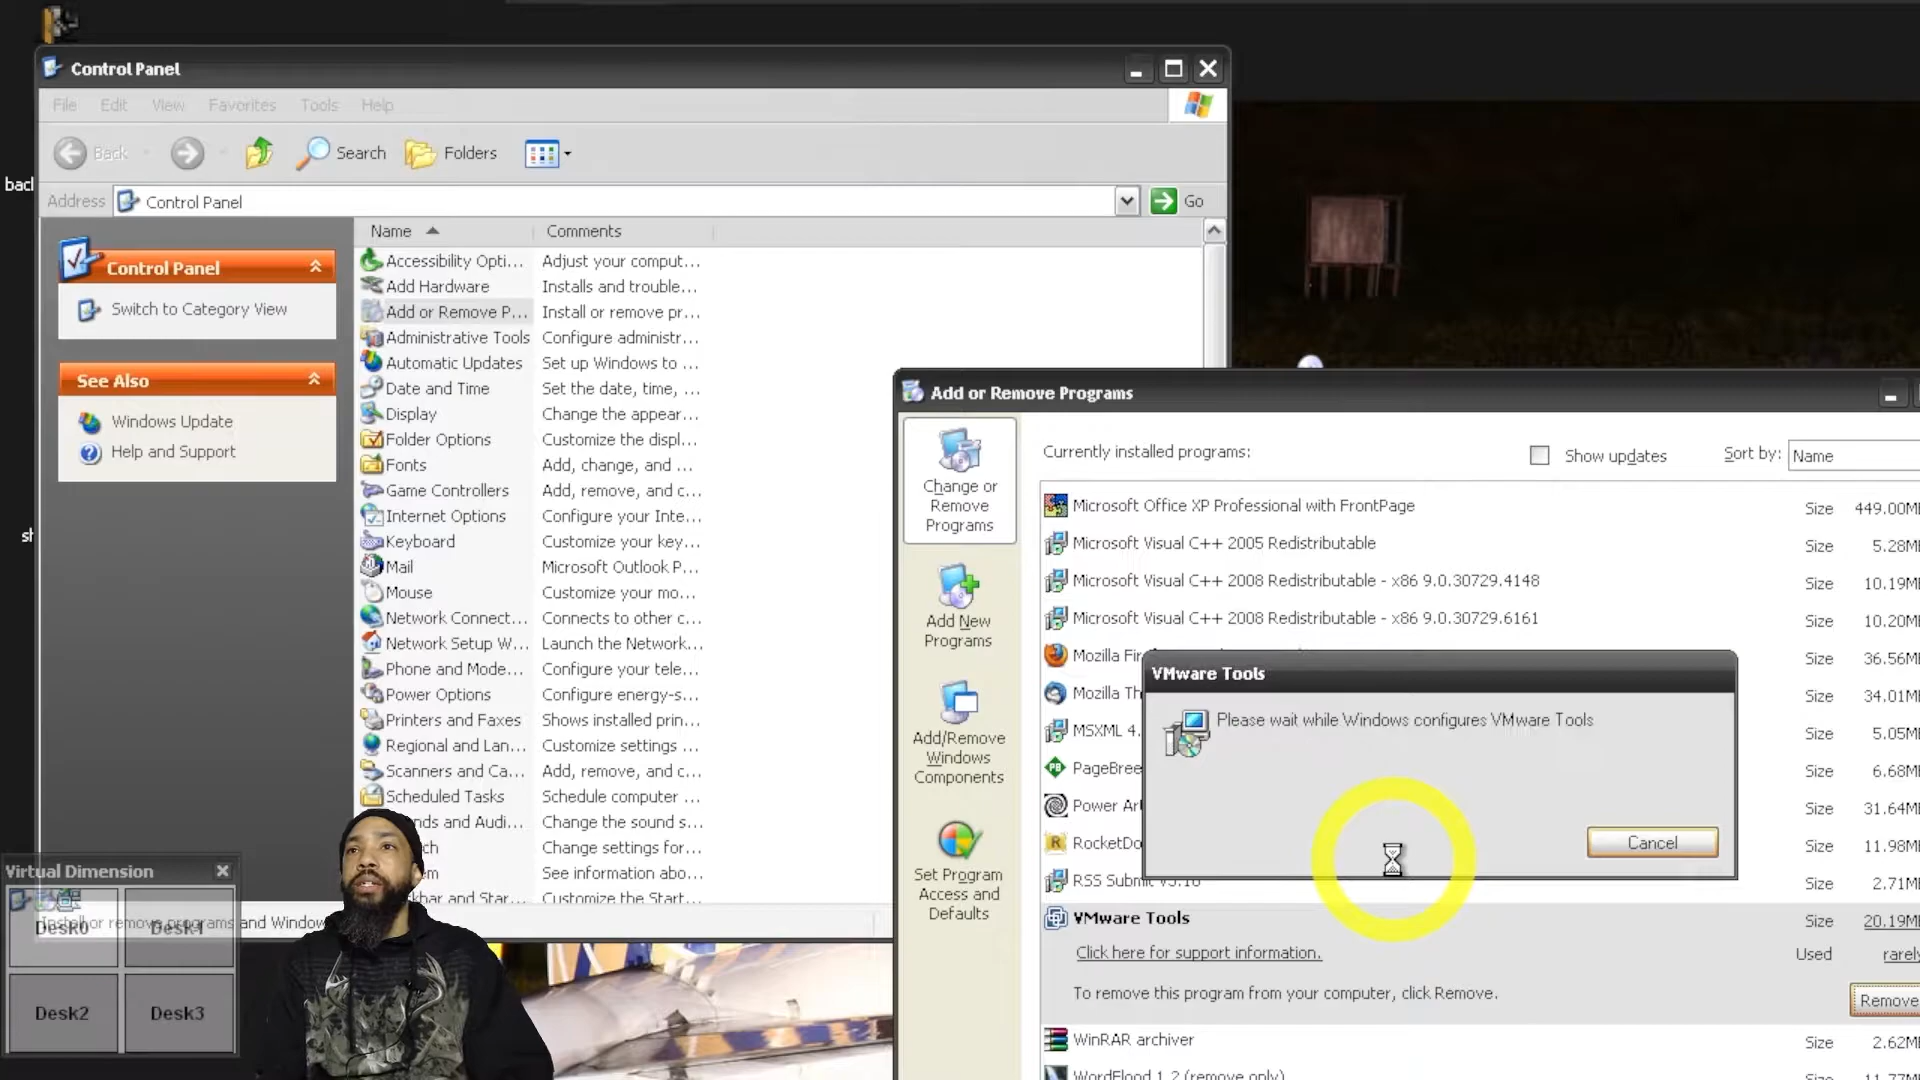 Control Panel
File Edit View Favorites Tools Help
Back Search Folders
Address Control Panel Go
Name Comments
Control Panel
Switch to Category View
See Also
Windows Update
Help and Support
Accessibility Opti... Adjust your comput...
Add Hardware Installs and trouble...
Add or Remove P... Install or remove pr...
Administrative Tools Configure administr...
Automatic Updates Set up Windows to ...
Date and Time Set the date, time, ...
Display Change the appear...
Folder Options Customize the displ...
Fonts Add, change, and ...
Game Controllers Add, remove, and c...
Internet Options Configure your Inte...
Keyboard Customize your key...
Mail Microsoft Outlook P...
Mouse Customize your mo...
Network Connect... Connects to other c...
Network Setup W... Launch the Network...
Phone and Mode... Configure your tele...
Power Options Configure energy-s...
Printers and Faxes Shows installed prin...
Regional and Lan... Customize settings ...
Scanners and Ca... Add, remove, and c...
Scheduled Tasks Schedule computer ...
nds and Audi... Change the sound s...
ch Change settings for...
em See information abo...
kbar and Star... Customize the Start...
Install or remove programs and Window
Virtual Dimension
Desk0 Desk1
Desk2 Desk3
Add or Remove Programs
Change or
Remove
Programs
Add New
Programs
Add/Remove
Windows
Components
Set Program
Access and
Defaults
Currently installed programs: Show updates Sort by: Name
Microsoft Office XP Professional with FrontPage Size 449.00M
Microsoft Visual C++ 2005 Redistributable Size 5.28M
Microsoft Visual C++ 2008 Redistributable - x86 9.0.30729.4148 Size 10.19M
Microsoft Visual C++ 2008 Redistributable - x86 9.0.30729.6161 Size 10.20M
Mozilla Fir Size 36.56M
Mozilla Th Size 34.01M
MSXML 4. Size 5.05M
PageBree Size 6.68M
Power Ar Size 31.64M
RocketDo Size 11.98M
RSS Submit v3.10 Size 2.71M
VMware Tools Size 20.19M
Click here for support information. Used rarely
To remove this program from your computer, click Remove. Remove
WinRAR archiver Size 2.62M
WordFlood 1.2 (remove only) Size 11.77M
VMware Tools
Please wait while Windows configures VMware Tools
Cancel